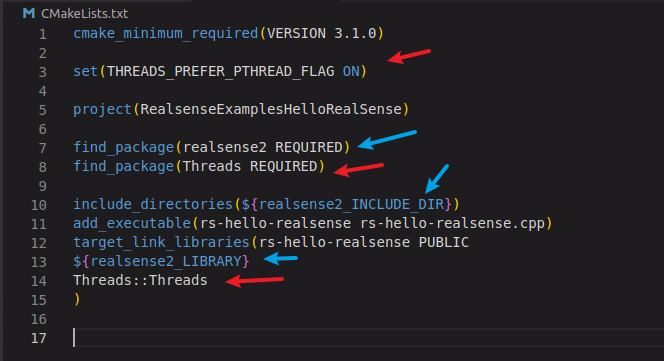 CMakeLists.txt
1 cmake_minimum_required(VERSION 3.1.0)
2
3 set(THREADS_PREFER_PTHREAD_FLAG ON)
4
5 project(RealsenseExamplesHelloRealSense)
6
7 find_package(realsense2 REQUIRED)
8 find_package(Threads REQUIRED)
9
10 include_directories(${realsense2_INCLUDE_DIR})
11 add_executable(rs-hello-realsense rs-hello-realsense.cpp)
12 target_link_libraries(rs-hello-realsense PUBLIC
13 ${realsense2_LIBRARY}
14 Threads::Threads
15 )
16
17